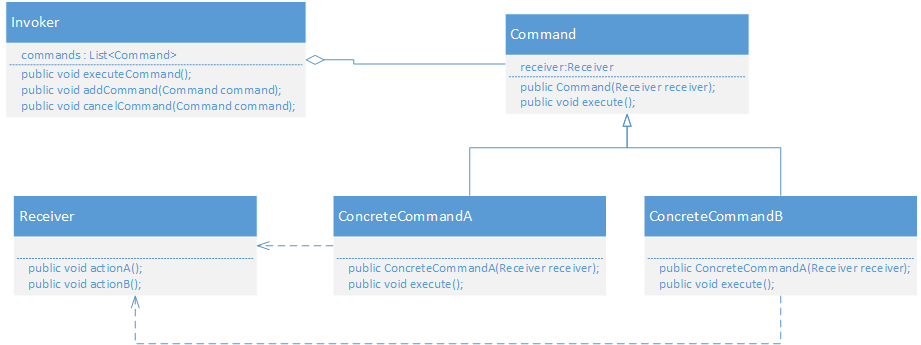 Invoker
commands : List<Command>
public void executeCommand();
public void addCommand(Command command);
public void cancelCommand(Command command);
Command
receiver:Receiver
public Command(Receiver receiver);
public void execute();
Receiver
public void actionA();
public void actionB();
ConcreteCommandA
public ConcreteCommandA(Receiver receiver);
public void execute();
ConcreteCommandB
public ConcreteCommandA(Receiver receiver);
public void execute();